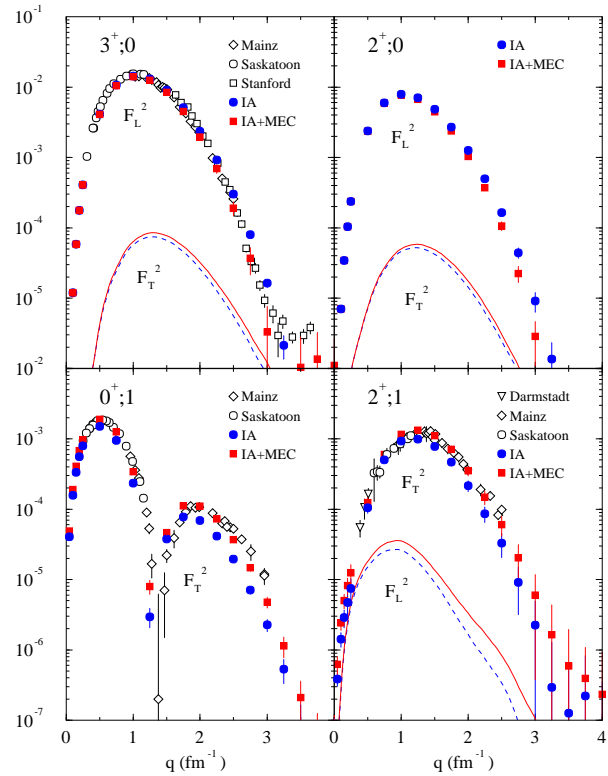 10⁻¹
10⁻²
10⁻³
10⁻⁴
10⁻⁵
10⁻⁶
10⁻²
10⁻³
10⁻⁴
10⁻⁵
10⁻⁶
10⁻⁷
3⁺;0
Mainz
Saskatoon
Stanford
IA
IA+MEC
F_L²
F_T²
2⁺;0
IA
IA+MEC
F_L²
F_T²
0⁺;1
Mainz
Saskatoon
IA
IA+MEC
F_T²
2⁺;1
Darmstadt
Mainz
Saskatoon
IA
IA+MEC
F_T²
F_L²
0 1 2 3 0 1 2 3 4
q (fm⁻¹) q (fm⁻¹)